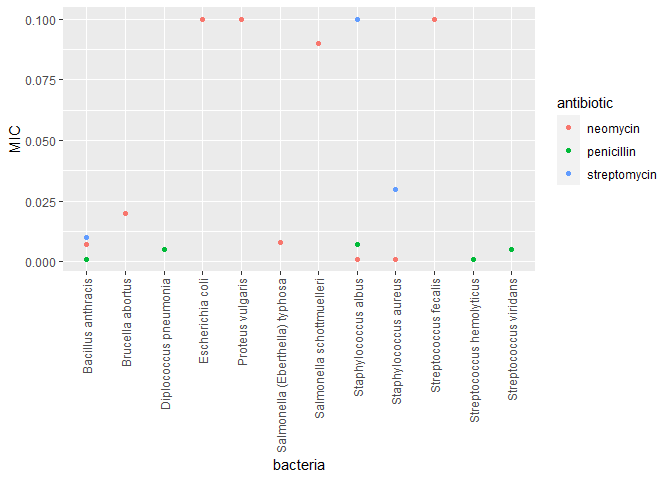 0.100
0.075
0.050
0.025
0.000
MIC
Bacillus anthracis
Brucella abortus
Diplococcus pneumonia
Escherichia coli
Proteus vulgaris
Salmonella (Eberthella) typhosa
Salmonella schottmuelleri
Staphylococcus albus
Staphylococcus aureus
Streptococcus fecalis
Streptococcus hemolyticus
Streptococcus viridans
bacteria
antibiotic
neomycin
penicillin
streptomycin